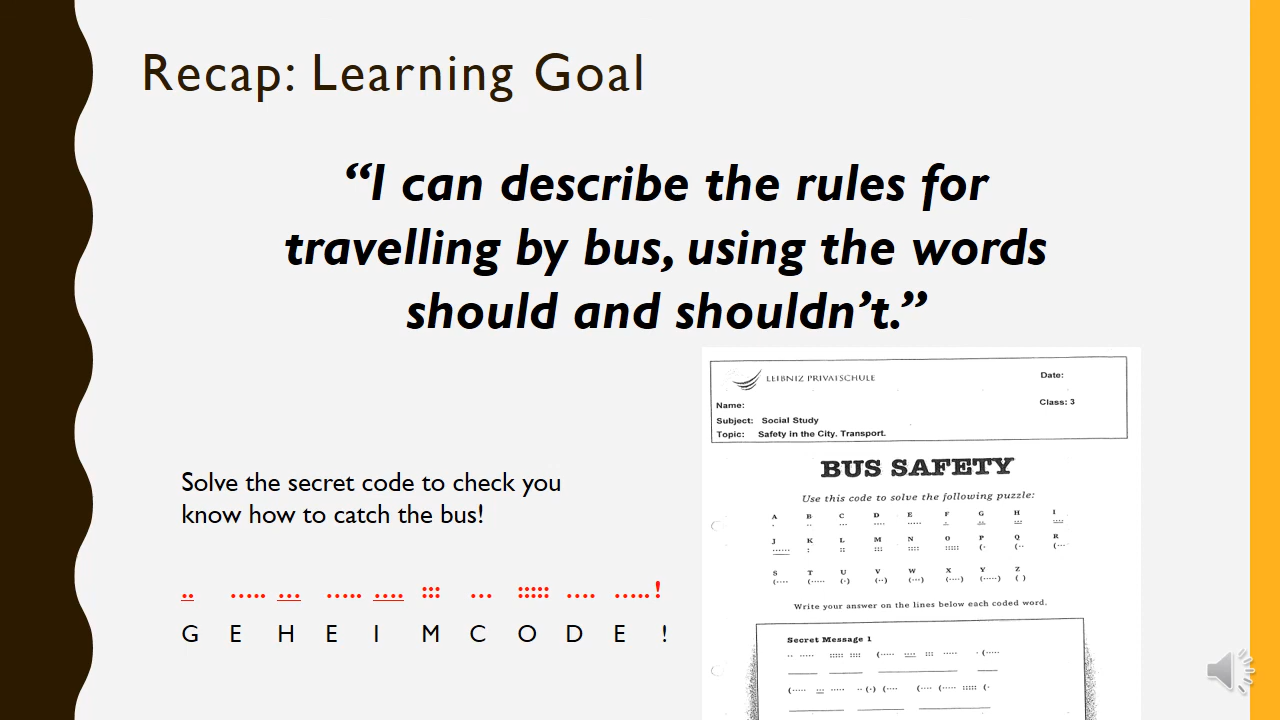 Recap: Learning Goal
“I can describe the rules for
travelling by bus, using the words
should and shouldn’t.”
Solve the secret code to check you
know how to catch the bus!
.. ..... ... ..... .... ::: ... ::::: .... .....!
G E H E I M C O D E !
LEIBNIZ PRIVATSCHULE
Date:
Name:
Class: 3
Subject: Social Study
Topic: Safety in the City. Transport.
BUS SAFETY
Use this code to solve the following puzzle:
A B C D E F G H I
J K L M N O P Q R
S T U V W X Y Z
Write your answer on the lines below each coded word.
Secret Message 1